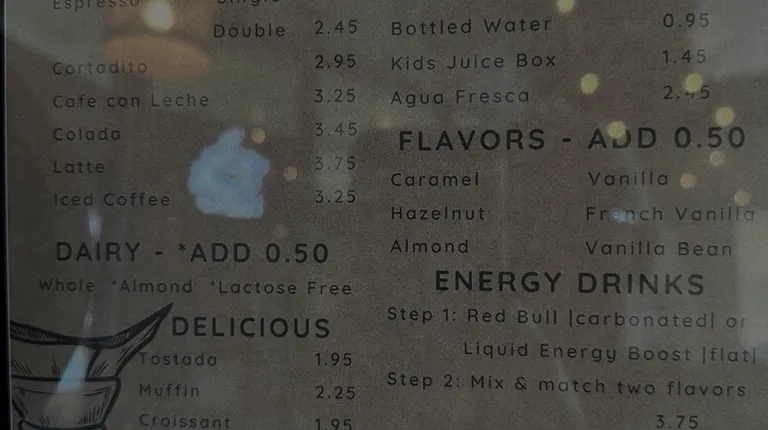 Espresso Single
Double 2.45
Cortadito 2.95
Cafe con Leche 3.25
Colada 3.45
Latte 3.75
Iced Coffee 3.25
DAIRY - *ADD 0.50
Whole *Almond *Lactose Free
DELICIOUS
Tostada 1.95
Muffin 2.25
Croissant 1.95
Bottled Water 0.95
Kids Juice Box 1.45
Agua Fresca
FLAVORS - ADD 0.50
Caramel Vanilla
Hazelnut French Vanilla
Almond Vanilla Bean
ENERGY DRINKS
Step 1: Red Bull |carbonated| or
Liquid Energy Boost |flat|
Step 2: Mix & match two flavors
3.75